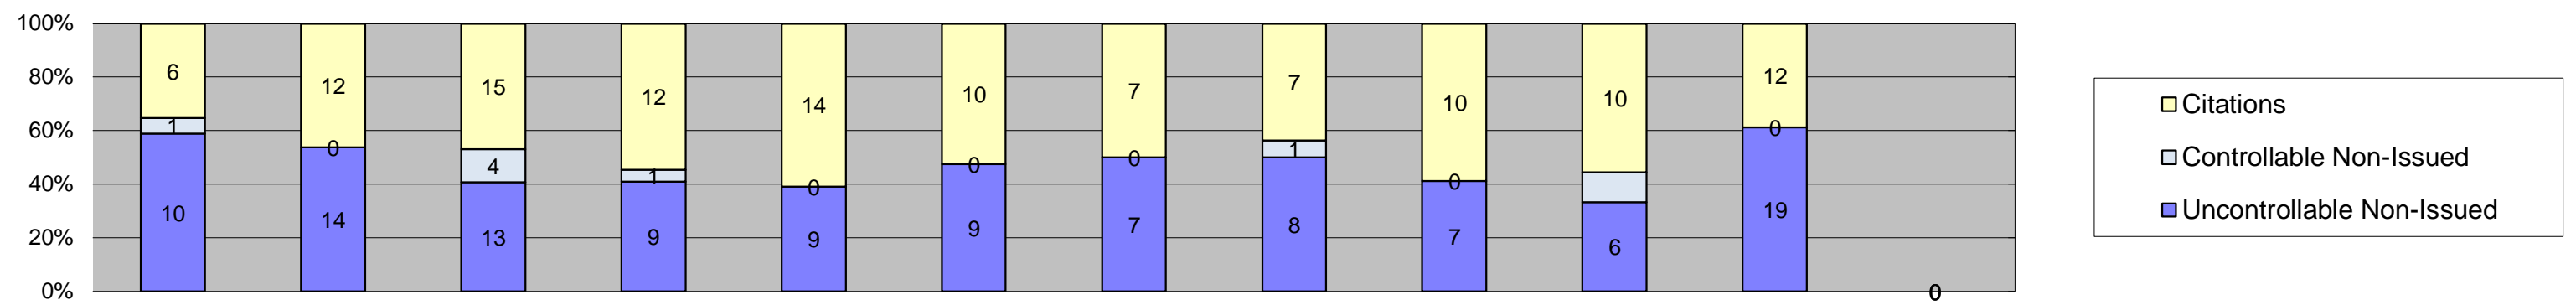 100%
80%
60%
40%
20%
0%
6 12 15 12 14 10 7 7 10 10 12
1 0 4 1 0 0 0 1 0 0
10 14 13 9 9 9 7 8 7 6 19 0
Citations
Controllable Non-Issued
Uncontrollable Non-Issued